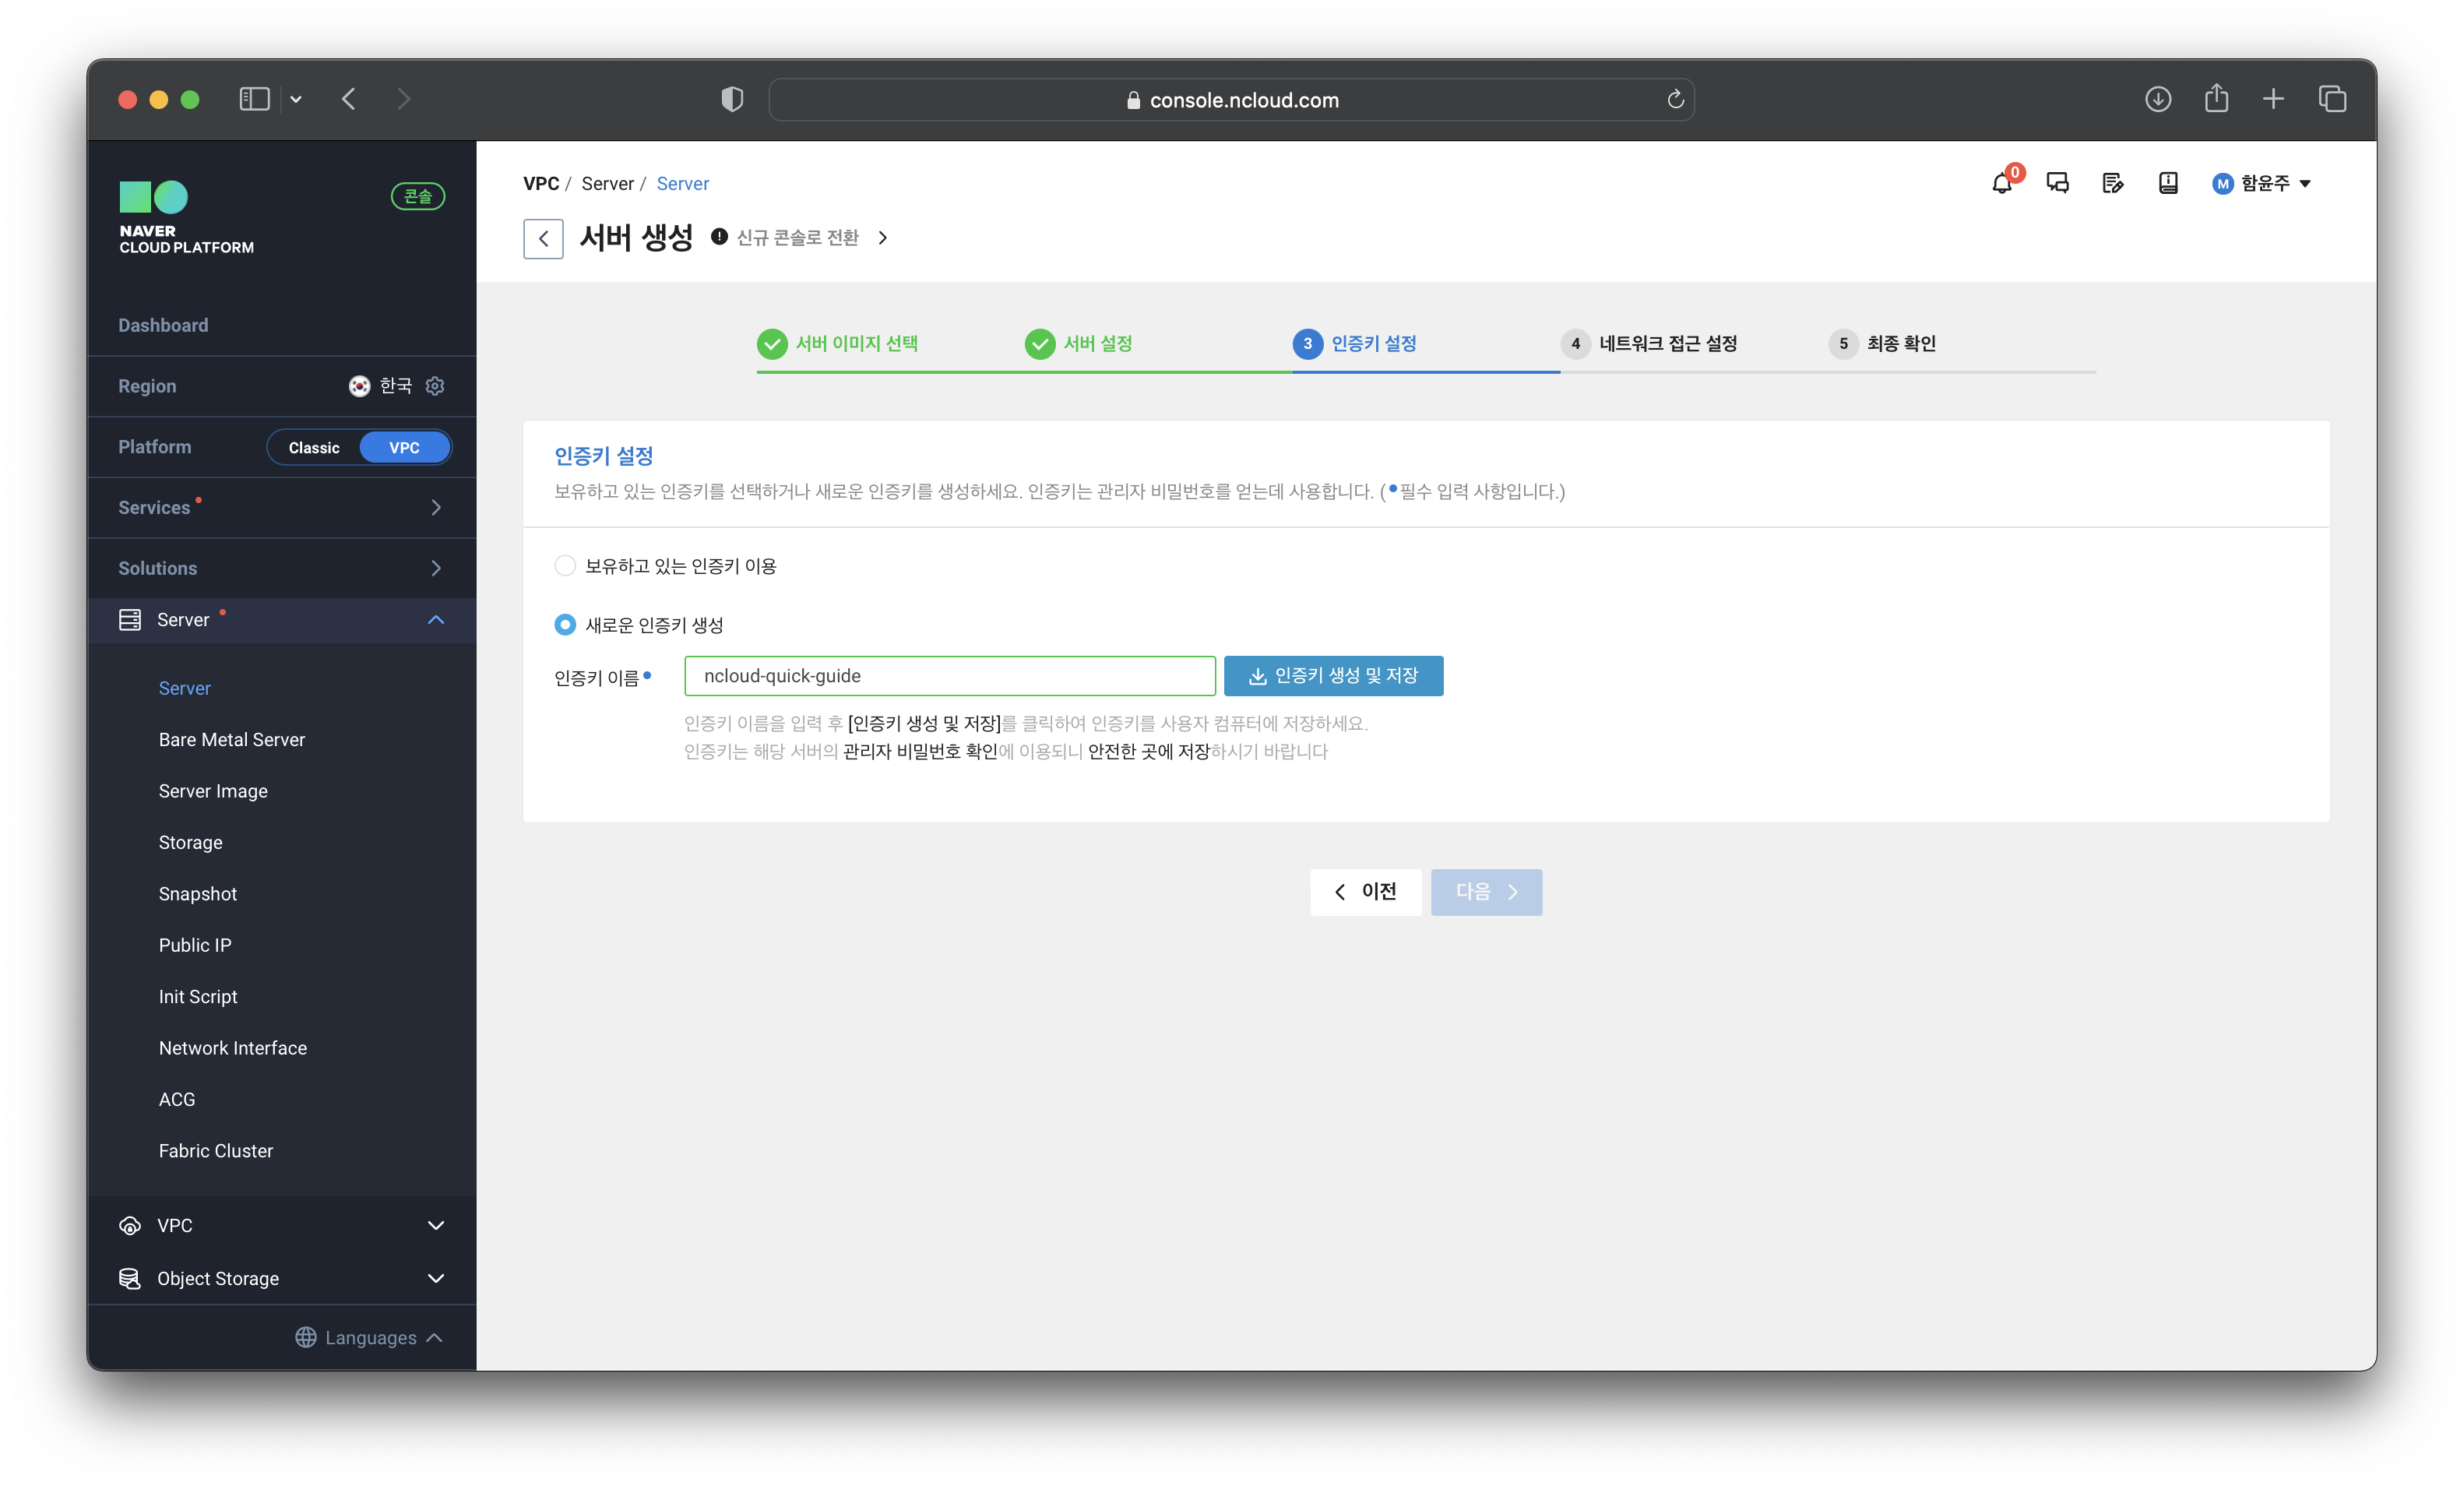 console.ncloud.com
NAVER
CLOUD PLATFORM
콘솔
Dashboard
Region 한국
Platform Classic VPC
Services
Solutions
Server
Server
Bare Metal Server
Server Image
Storage
Snapshot
Public IP
Init Script
Network Interface
ACG
Fabric Cluster
VPC
Object Storage
Languages
VPC / Server / Server
0
M 함윤주
서버 생성 신규 콘솔로 전환
서버 이미지 선택 서버 설정 3 인증키 설정 4 네트워크 접근 설정 5 최종 확인
인증키 설정
보유하고 있는 인증키를 선택하거나 새로운 인증키를 생성하세요. 인증키는 관리자 비밀번호를 얻는데 사용합니다. (•필수 입력 사항입니다.)
보유하고 있는 인증키 이용
새로운 인증키 생성
인증키 이름• ncloud-quick-guide 인증키 생성 및 저장
인증키 이름을 입력 후 [인증키 생성 및 저장]를 클릭하여 인증키를 사용자 컴퓨터에 저장하세요.
인증키는 해당 서버의 관리자 비밀번호 확인에 이용되니 안전한 곳에 저장하시기 바랍니다
이전 다음